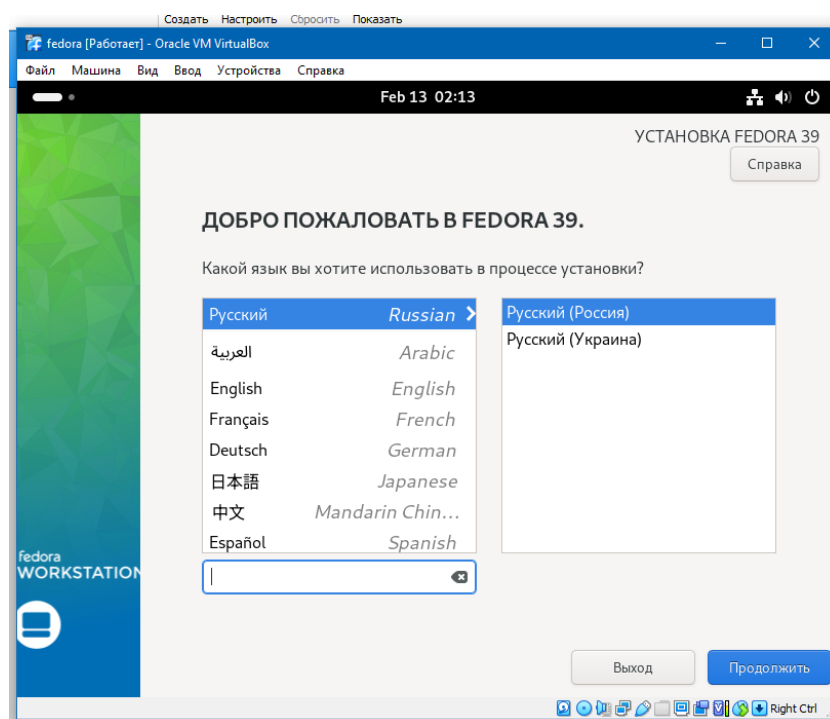 Создать Настроить Сбросить Показать
fedora [Работает] - Oracle VM VirtualBox
Файл Машина Вид Ввод Устройства Справка
Feb 13 02:13
УСТАНОВКА FEDORA 39
Справка
ДОБРО ПОЖАЛОВАТЬ В FEDORA 39.
Какой язык вы хотите использовать в процессе установки?
Русский Russian
Русский (Россия)
العربية Arabic
Русский (Украина)
English English
Français French
Deutsch German
日本語 Japanese
中文 Mandarin Chin...
Español Spanish
fedora
WORKSTATION
Выход
Продолжить
Right Ctrl